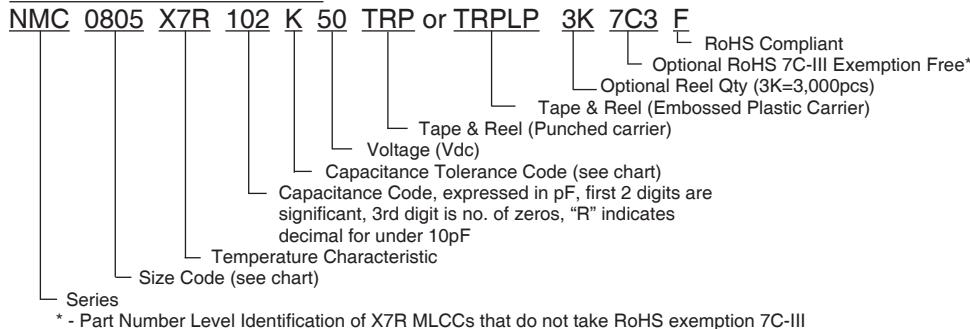 NMC 0805 X7R 102 K 50 TRP or TRPLP 3K 7C3 F
RoHS Compliant
Optional RoHS 7C-III Exemption Free*
Optional Reel Qty (3K=3,000pcs)
Tape & Reel (Embossed Plastic Carrier)
Tape & Reel (Punched carrier)
Voltage (Vdc)
Capacitance Tolerance Code (see chart)
Capacitance Code, expressed in pF, first 2 digits are
significant, 3rd digit is no. of zeros, “R” indicates
decimal for under 10pF
Temperature Characteristic
Size Code (see chart)
Series
* - Part Number Level Identification of X7R MLCCs that do not take RoHS exemption 7C-III